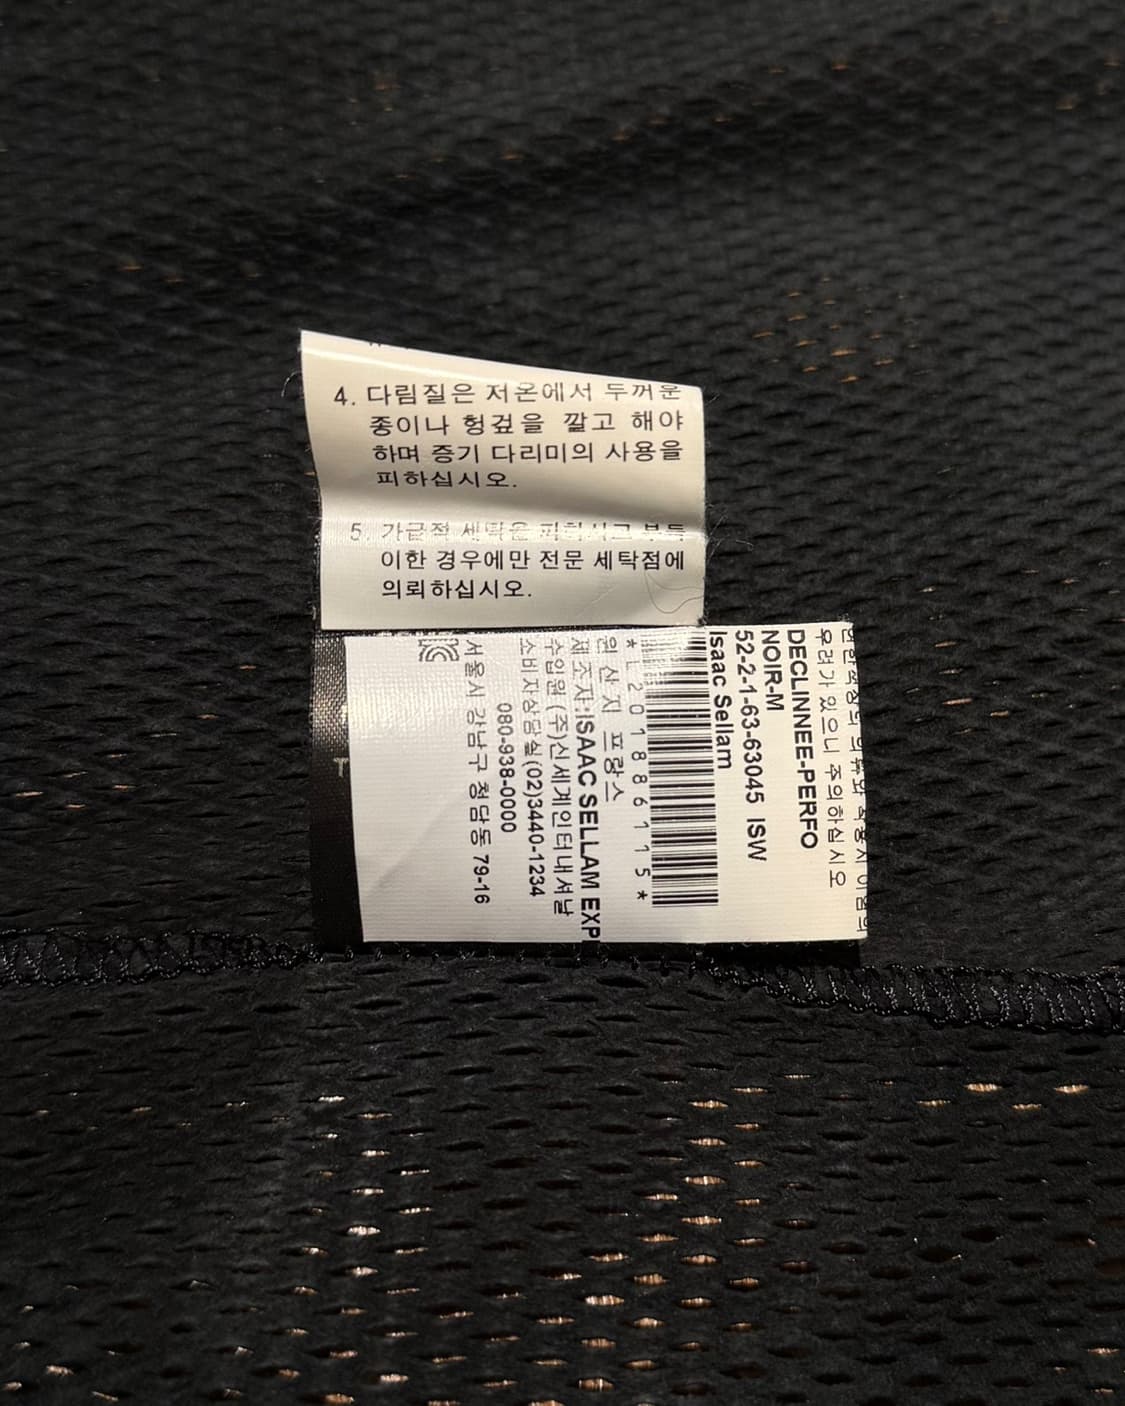 4. 다림질은 저온에서 두꺼운
종이나 헝겊을 깔고 해야
하며 증기 다리미의 사용을
피하십시오.
5. 가급적 세탁은 피하시고 부득
이한 경우에만 전문 세탁점에
의뢰하십시오.
우려가 있으니 주의하십시오
DECLINNEE-PERFO
NOIR-M
52-2-1-63-63045 ISW
Isaac Sellam
*L201886115*
원산지 프랑스
제조자:ISAAC SELLAM EXP
수입원 (주)신세계인터내셔날
소비자상담실(02)3440-1234
080-938-0000
서울시 강남구 청담동 79-16
KC
T